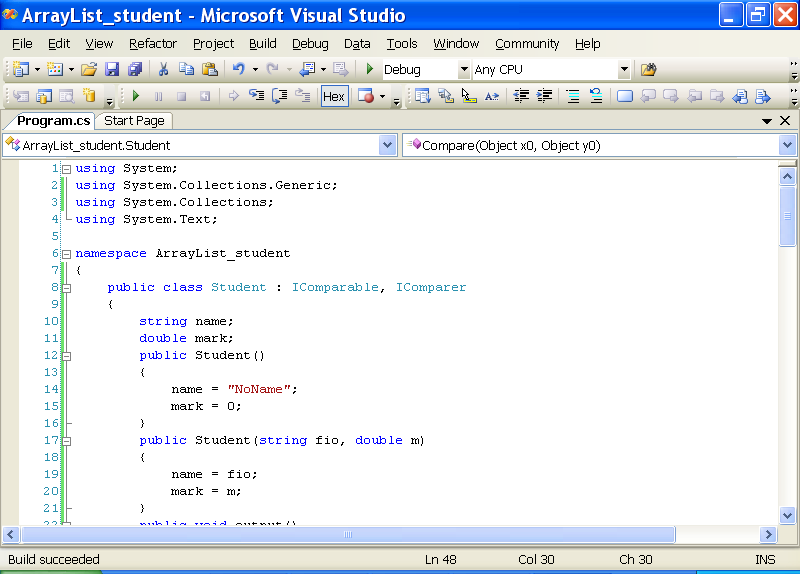 ArrayList_student - Microsoft Visual Studio
File Edit View Refactor Project Build Debug Data Tools Window Community Help
Debug Any CPU
Hex
Program.cs Start Page
ArrayList_student.Student Compare(Object x0, Object y0)
1 using System;
2 using System.Collections.Generic;
3 using System.Collections;
4 using System.Text;
5
6 namespace ArrayList_student
7 {
8 public class Student : IComparable, IComparer
9 {
10 string name;
11 double mark;
12 public Student()
13 {
14 name = "NoName";
15 mark = 0;
16 }
17 public Student(string fio, double m)
18 {
19 name = fio;
20 mark = m;
21 }
22 public void output()
Build succeeded Ln 48 Col 30 Ch 30 INS